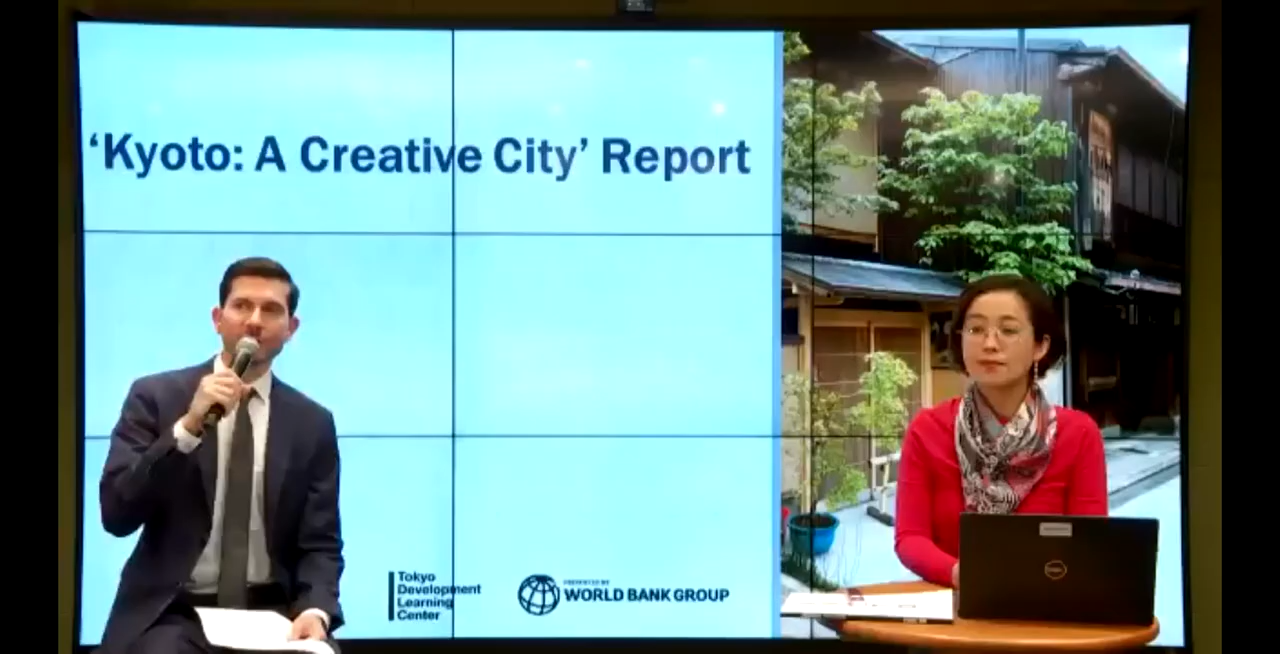 ‘Kyoto: A Creative City’ Report
Tokyo
Development
Learning
Center
PRESENTED BY
WORLD BANK GROUP
DELL